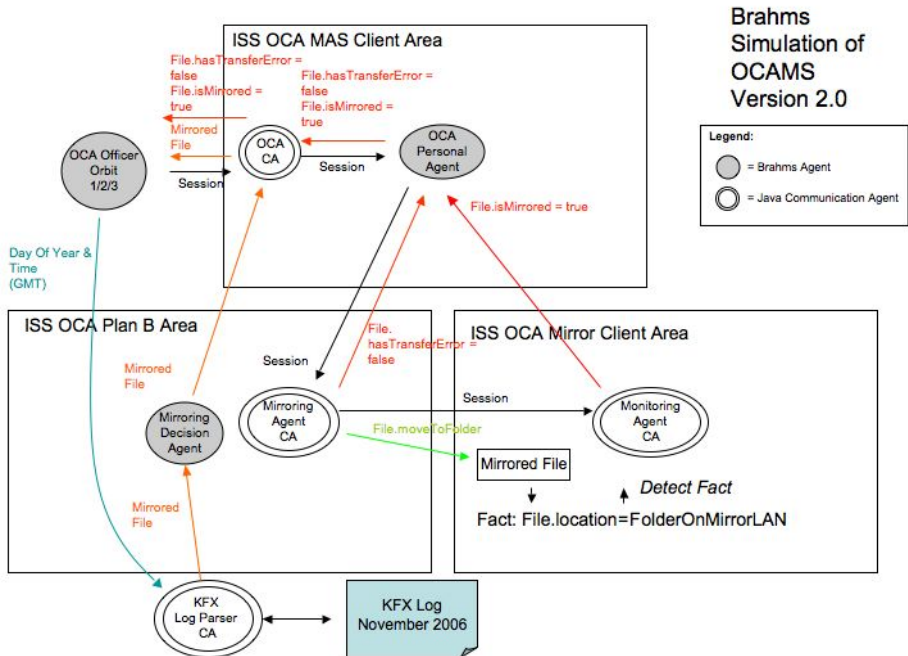 Brahms
Simulation of
OCAMS
Version 2.0
Legend:
= Brahms Agent
= Java Communication Agent
ISS OCA MAS Client Area
File.hasTransferError =
false
File.isMirrored =
true
Mirrored
File
File.hasTransferError =
false
File.isMirrored =
true
OCA Officer
Orbit
1/2/3
Session
OCA
CA
Session
OCA
Personal
Agent
File.isMirrored = true
Day Of Year &
Time
(GMT)
ISS OCA Plan B Area
Mirrored
File
Session
File.
hasTransferError =
false
Mirroring
Decision
Agent
Mirroring
Agent
CA
File.moveToFolder
Mirrored
File
ISS OCA Mirror Client Area
Session
Monitoring
Agent
CA
Mirrored File
Detect Fact
Fact: File.location=FolderOnMirrorLAN
KFX
Log Parser
CA
KFX Log
November 2006